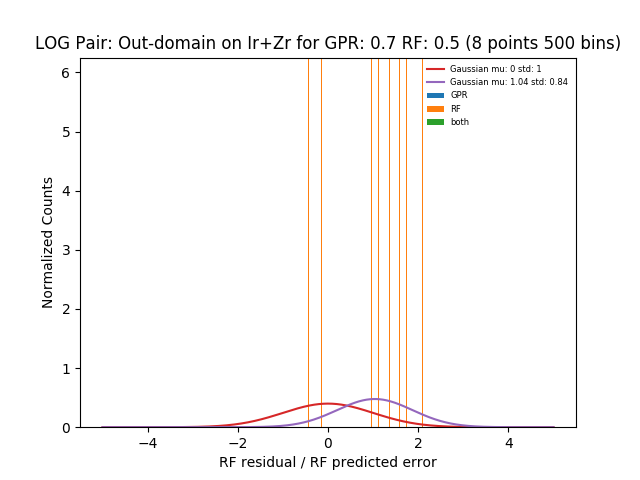 LOG Pair: Out-domain on Ir+Zr for GPR: 0.7 RF: 0.5 (8 points 500 bins)
Gaussian mu: 0 std: 1
Gaussian mu: 1.04 std: 0.84
GPR
RF
both
Normalized Counts
6
5
4
3
2
1
0
−4
−2
0
2
4
RF residual / RF predicted error